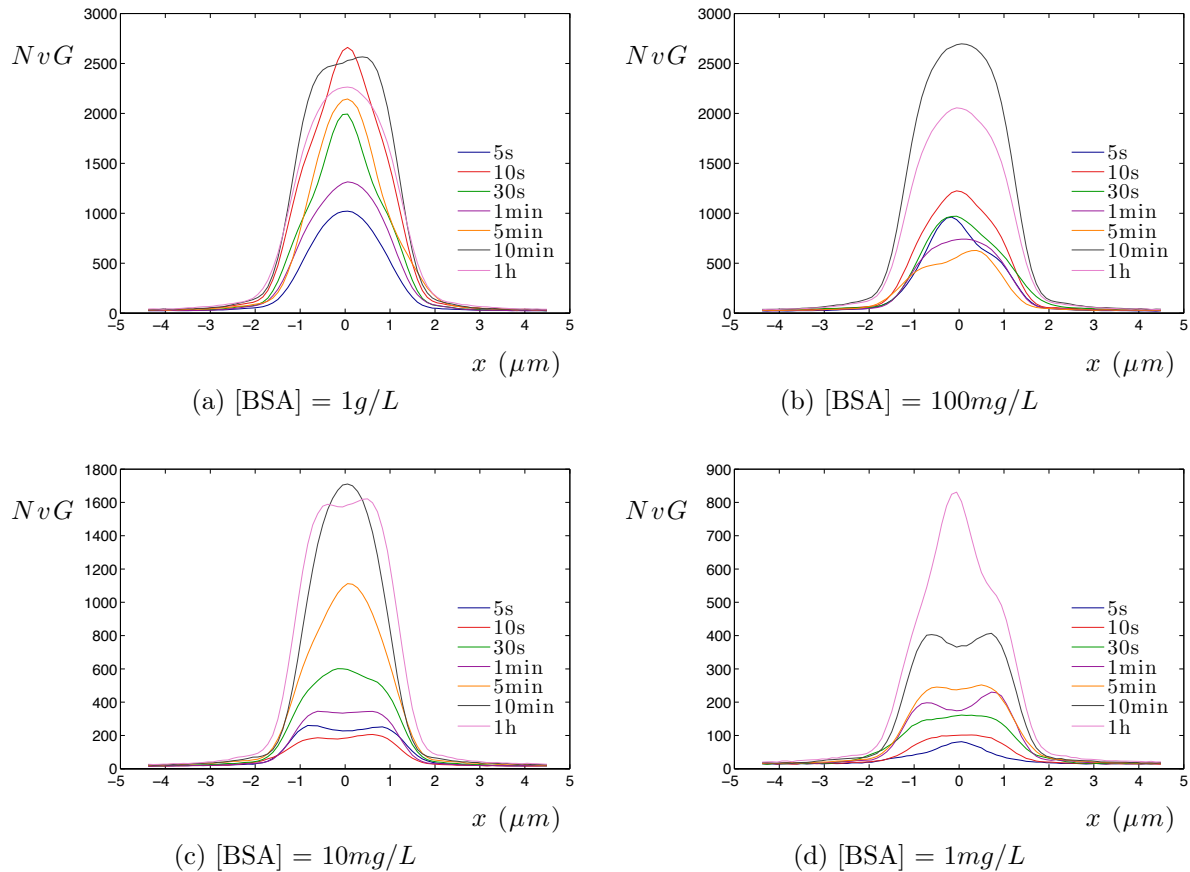 3000
2500
2000
1500
1000
500
0
NvG
−5 −4 −3 −2 −1 0 1 2 3 4 5
x (μm)
5s
10s
30s
1min
5min
10min
1h
(a) [BSA] = 1g/L
3000
2500
2000
1500
1000
500
0
NvG
−5 −4 −3 −2 −1 0 1 2 3 4 5
x (μm)
5s
10s
30s
1min
5min
10min
1h
(b) [BSA] = 100mg/L
1800
1600
1400
1200
1000
800
600
400
200
0
NvG
−5 −4 −3 −2 −1 0 1 2 3 4 5
x (μm)
5s
10s
30s
1min
5min
10min
1h
(c) [BSA] = 10mg/L
900
800
700
600
500
400
300
200
100
0
NvG
−5 −4 −3 −2 −1 0 1 2 3 4 5
x (μm)
5s
10s
30s
1min
5min
10min
1h
(d) [BSA] = 1mg/L